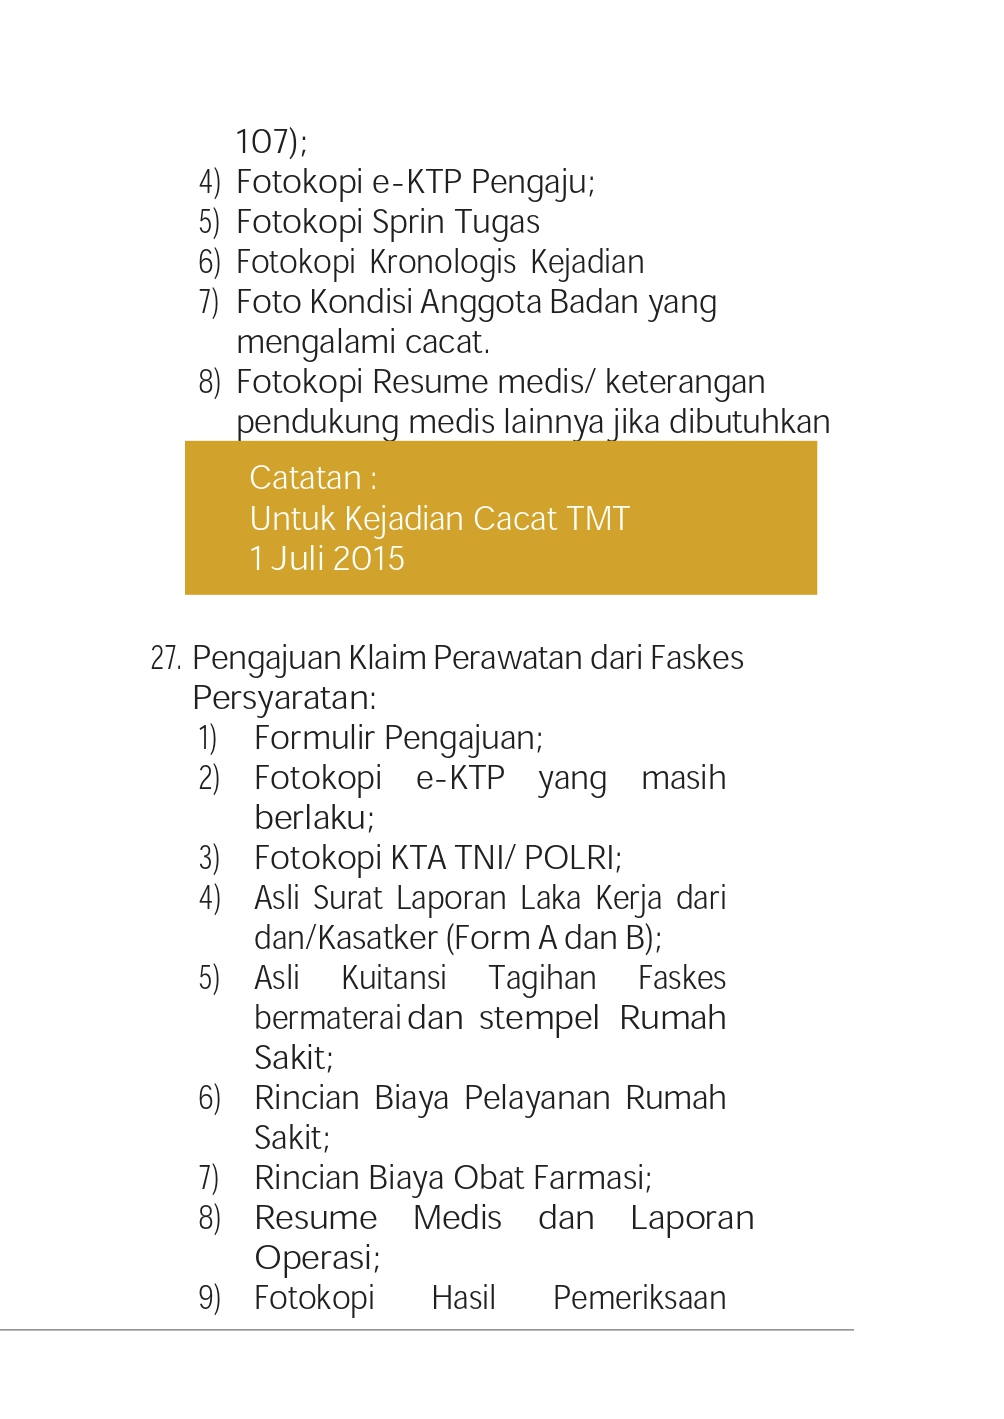 107);
4) Fotokopi e-KTP Pengaju;
5) Fotokopi Sprin Tugas
6) Fotokopi Kronologis Kejadian
7) Foto Kondisi Anggota Badan yang
mengalami cacat.
8) Fotokopi Resume medis/ keterangan
pendukung medis lainnya jika dibutuhkan
Catatan :
Untuk Kejadian Cacat TMT
1 Juli 2015
27. Pengajuan Klaim Perawatan dari Faskes
Persyaratan:
1) Formulir Pengajuan;
2) Fotokopi e-KTP yang masih
berlaku;
3) Fotokopi KTA TNI/ POLRI;
4) Asli Surat Laporan Laka Kerja dari
dan/Kasatker (Form A dan B);
5) Asli Kuitansi Tagihan Faskes
bermaterai dan stempel Rumah
Sakit;
6) Rincian Biaya Pelayanan Rumah
Sakit;
7) Rincian Biaya Obat Farmasi;
8) Resume Medis dan Laporan
Operasi;
9) Fotokopi Hasil Pemeriksaan